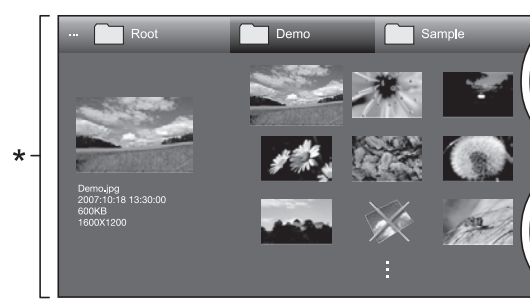 ... Root Demo Sample
*
Demo.jpg
2007:10:18 13:30:00
600KB
1600X1200